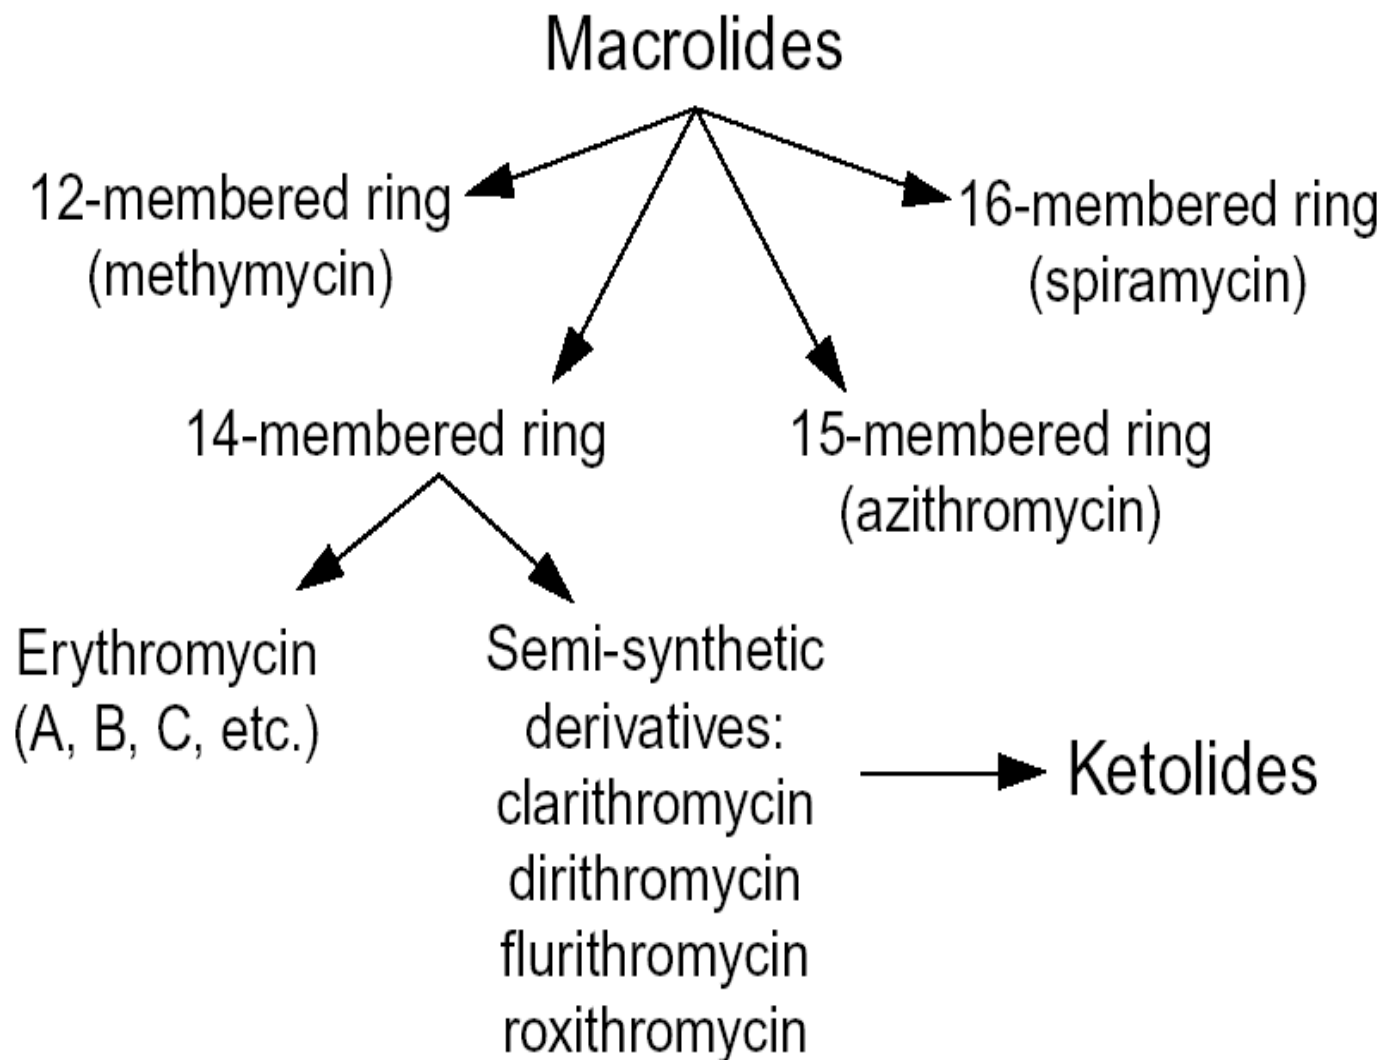 Macrolides
12-membered ring
(methymycin)
16-membered ring
(spiramycin)
14-membered ring
15-membered ring
(azithromycin)
Erythromycin
(A, B, C, etc.)
Semi-synthetic
derivatives:
clarithromycin
dirithromycin
flurithromycin
roxithromycin
Ketolides